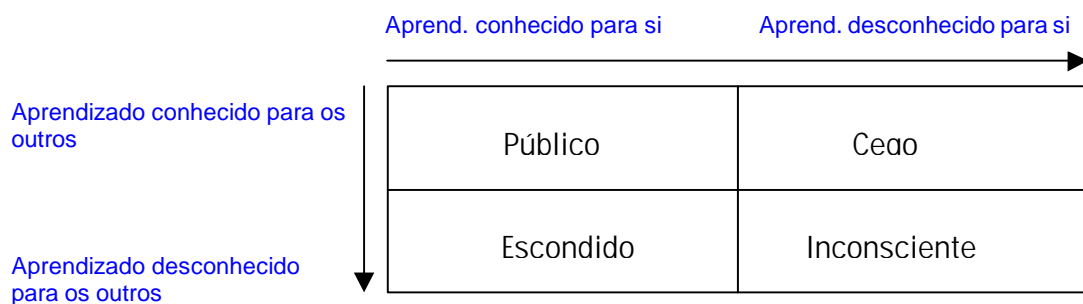 Aprend. conhecido para si Aprend. desconhecido para si
Aprendizado conhecido para os
outros
Público Cego
Escondido Inconsciente
Aprendizado desconhecido
para os outros